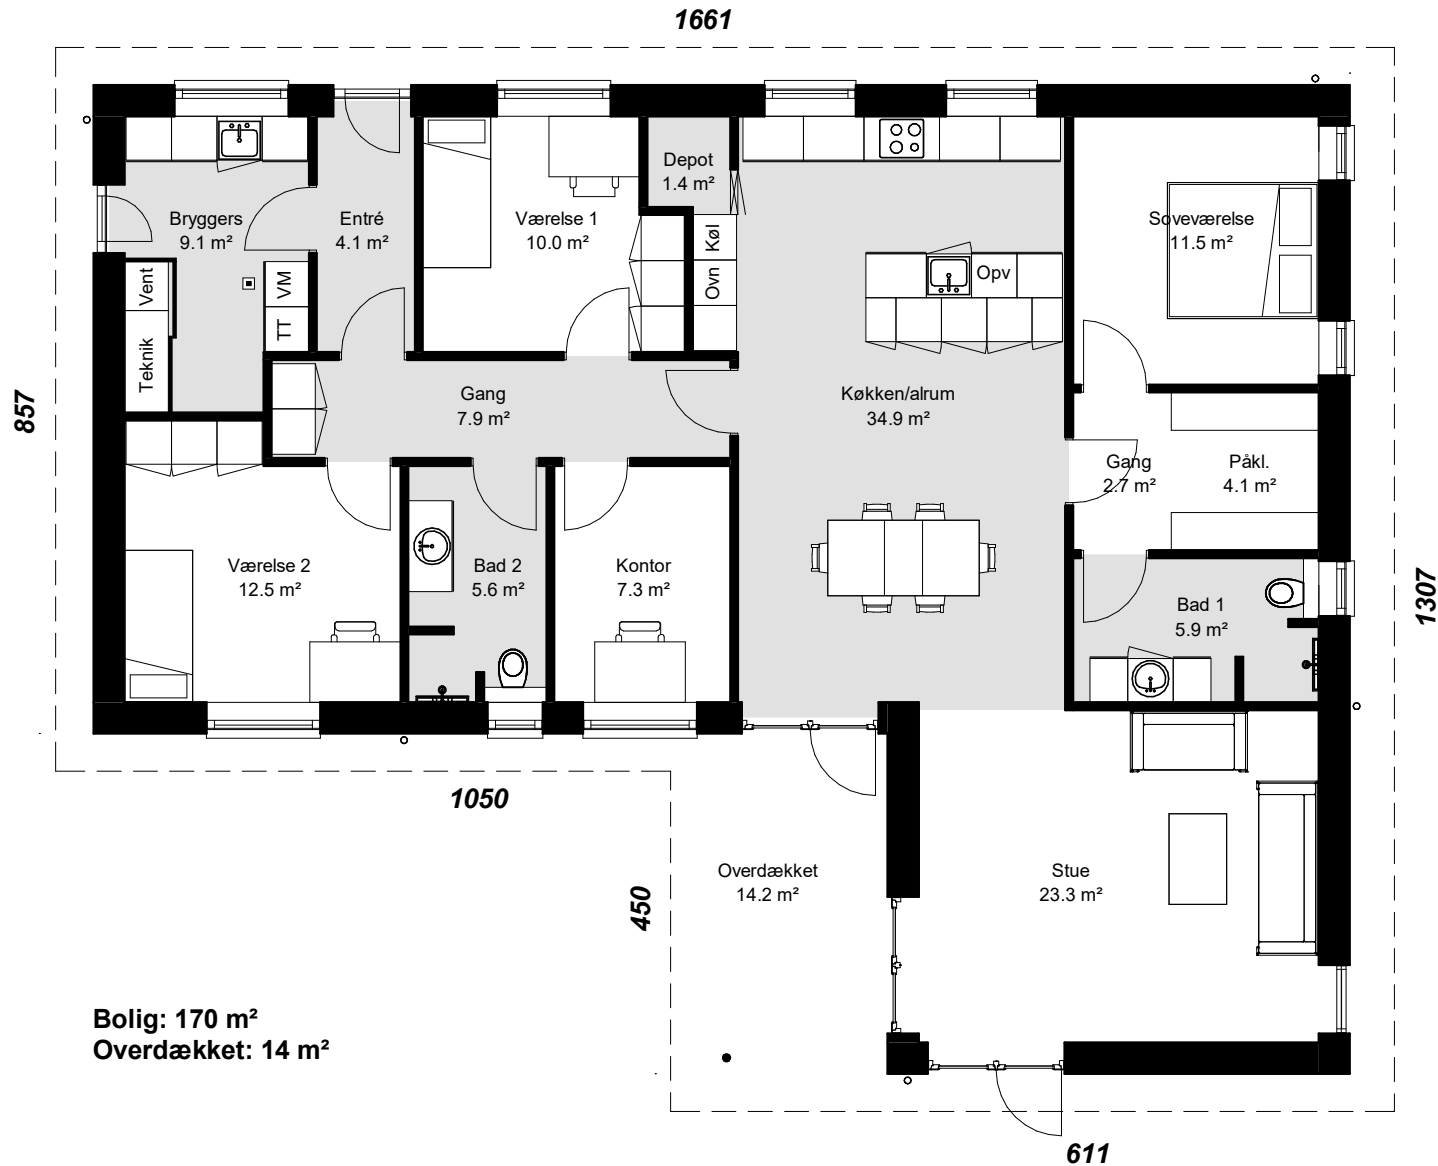 1661
Depot
1.4 m²
Bryggers
9.1 m²
Entré
4.1 m²
Værelse 1
10.0 m²
Køl
Ovn
Opv
Soveværelse
11.5 m²
Vent
Teknik
VM
TT
Gang
7.9 m²
Køkken/alrum
34.9 m²
857
Gang
2.7 m²
Påkl.
4.1 m²
Værelse 2
12.5 m²
Bad 2
5.6 m²
Kontor
7.3 m²
Bad 1
5.9 m²
1307
1050
450
Overdækket
14.2 m²
Stue
23.3 m²
Bolig: 170 m²
Overdækket: 14 m²
611